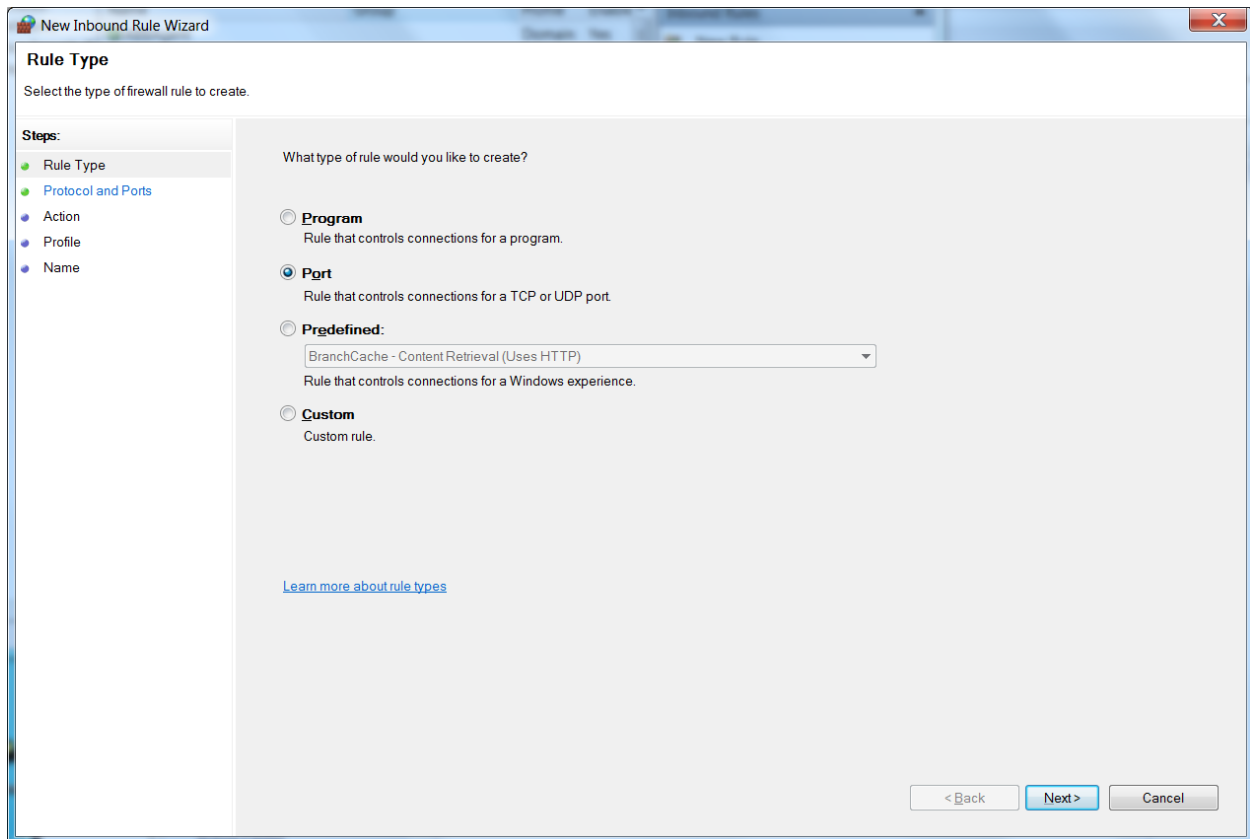 New Inbound Rule Wizard
Rule Type
Select the type of firewall rule to create.
Steps:
Rule Type
Protocol and Ports
Action
Profile
Name
What type of rule would you like to create?
Program
Rule that controls connections for a program.
Port
Rule that controls connections for a TCP or UDP port.
Predefined:
BranchCache - Content Retrieval (Uses HTTP)
Rule that controls connections for a Windows experience.
Custom
Custom rule.
Learn more about rule types
< Back
Next >
Cancel